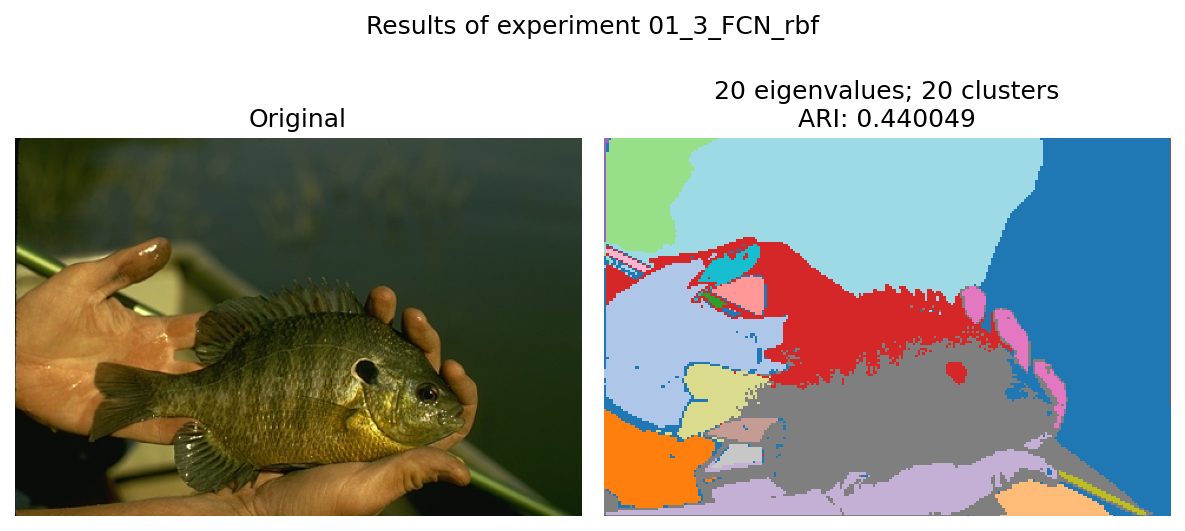 Results of experiment 01_3_FCN_rbf
Original
20 eigenvalues; 20 clusters
ARI: 0.440049